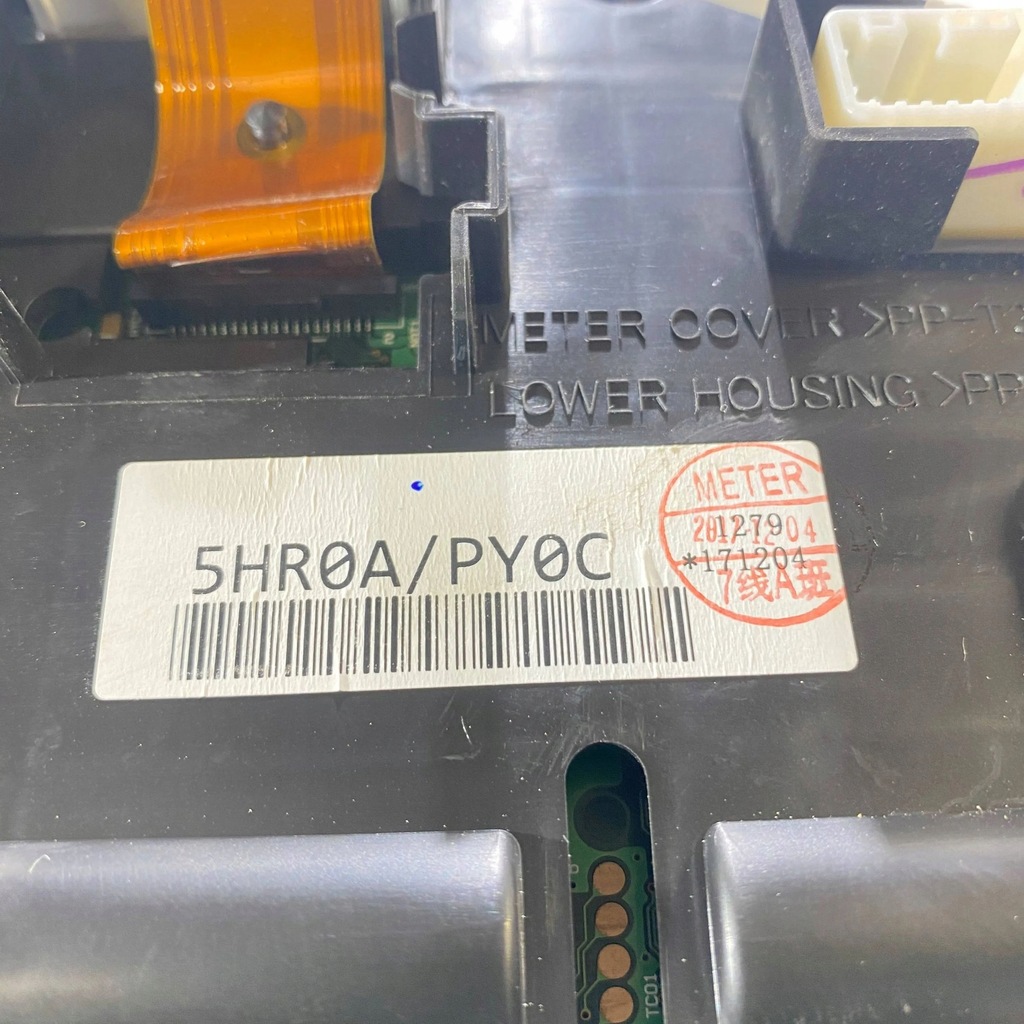 METER COVER >PP-T
LOWER HOUSING >PP
5HR0A/PY0C
METER
2017-12-04
1279
*171204
7线A班
TC01